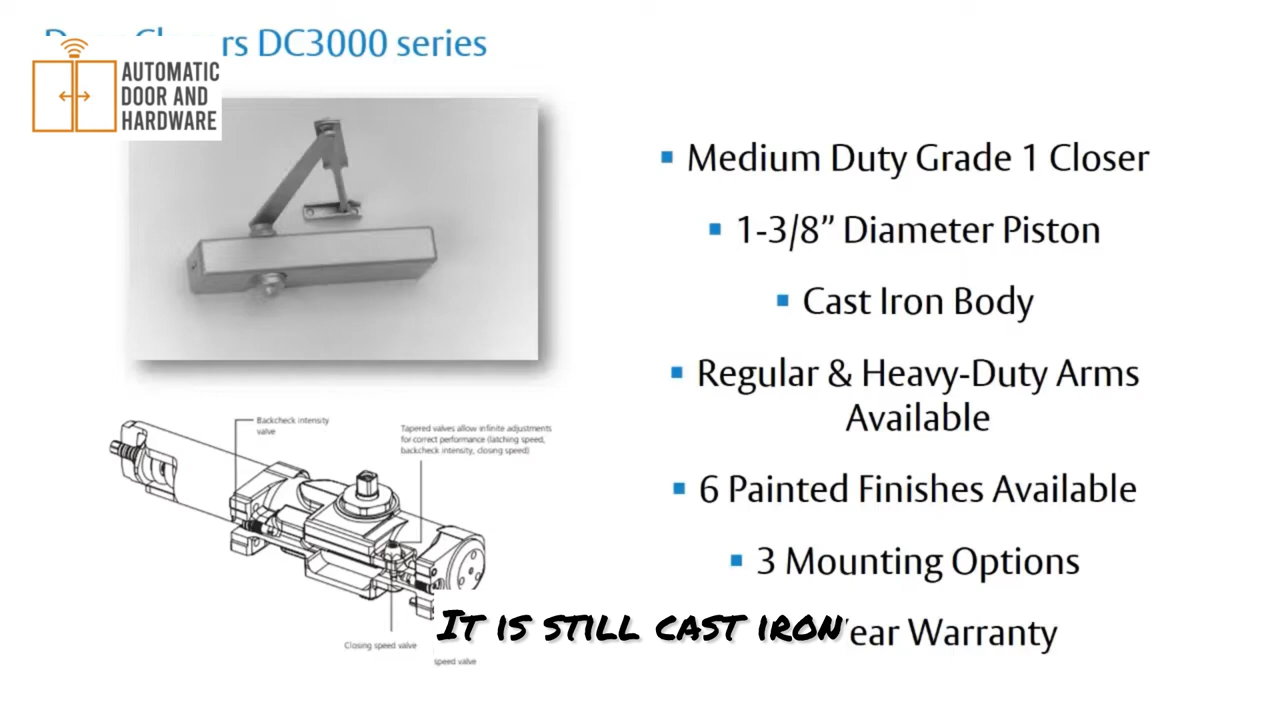 rs DC3000 series
AUTOMATIC
DOOR AND
HARDWARE
Medium Duty Grade 1 Closer
1-3/8” Diameter Piston
Cast Iron Body
Regular & Heavy-Duty Arms
Available
6 Painted Finishes Available
3 Mounting Options
ear Warranty
Backcheck intensity
valve
Tapered valves allow infinite adjustments
for correct performance (latching speed,
backcheck intensity, closing speed)
Closing speed valve
speed valve
It is still cast iron